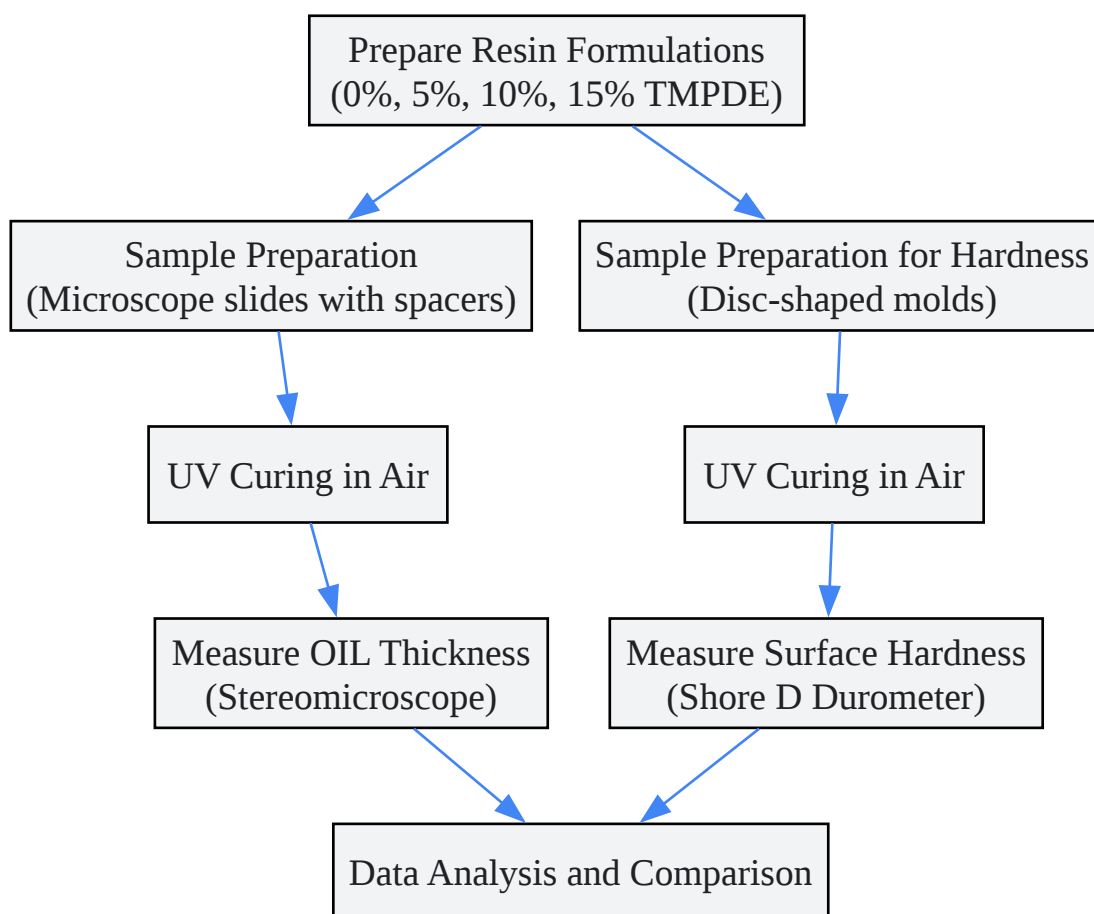 Prepare Resin Formulations
(0%, 5%, 10%, 15% TMPDE)
Sample Preparation
(Microscope slides with spacers)
Sample Preparation for Hardness
(Disc-shaped molds)
UV Curing in Air
UV Curing in Air
Measure OIL Thickness
(Stereomicroscope)
Measure Surface Hardness
(Shore D Durometer)
Data Analysis and Comparison